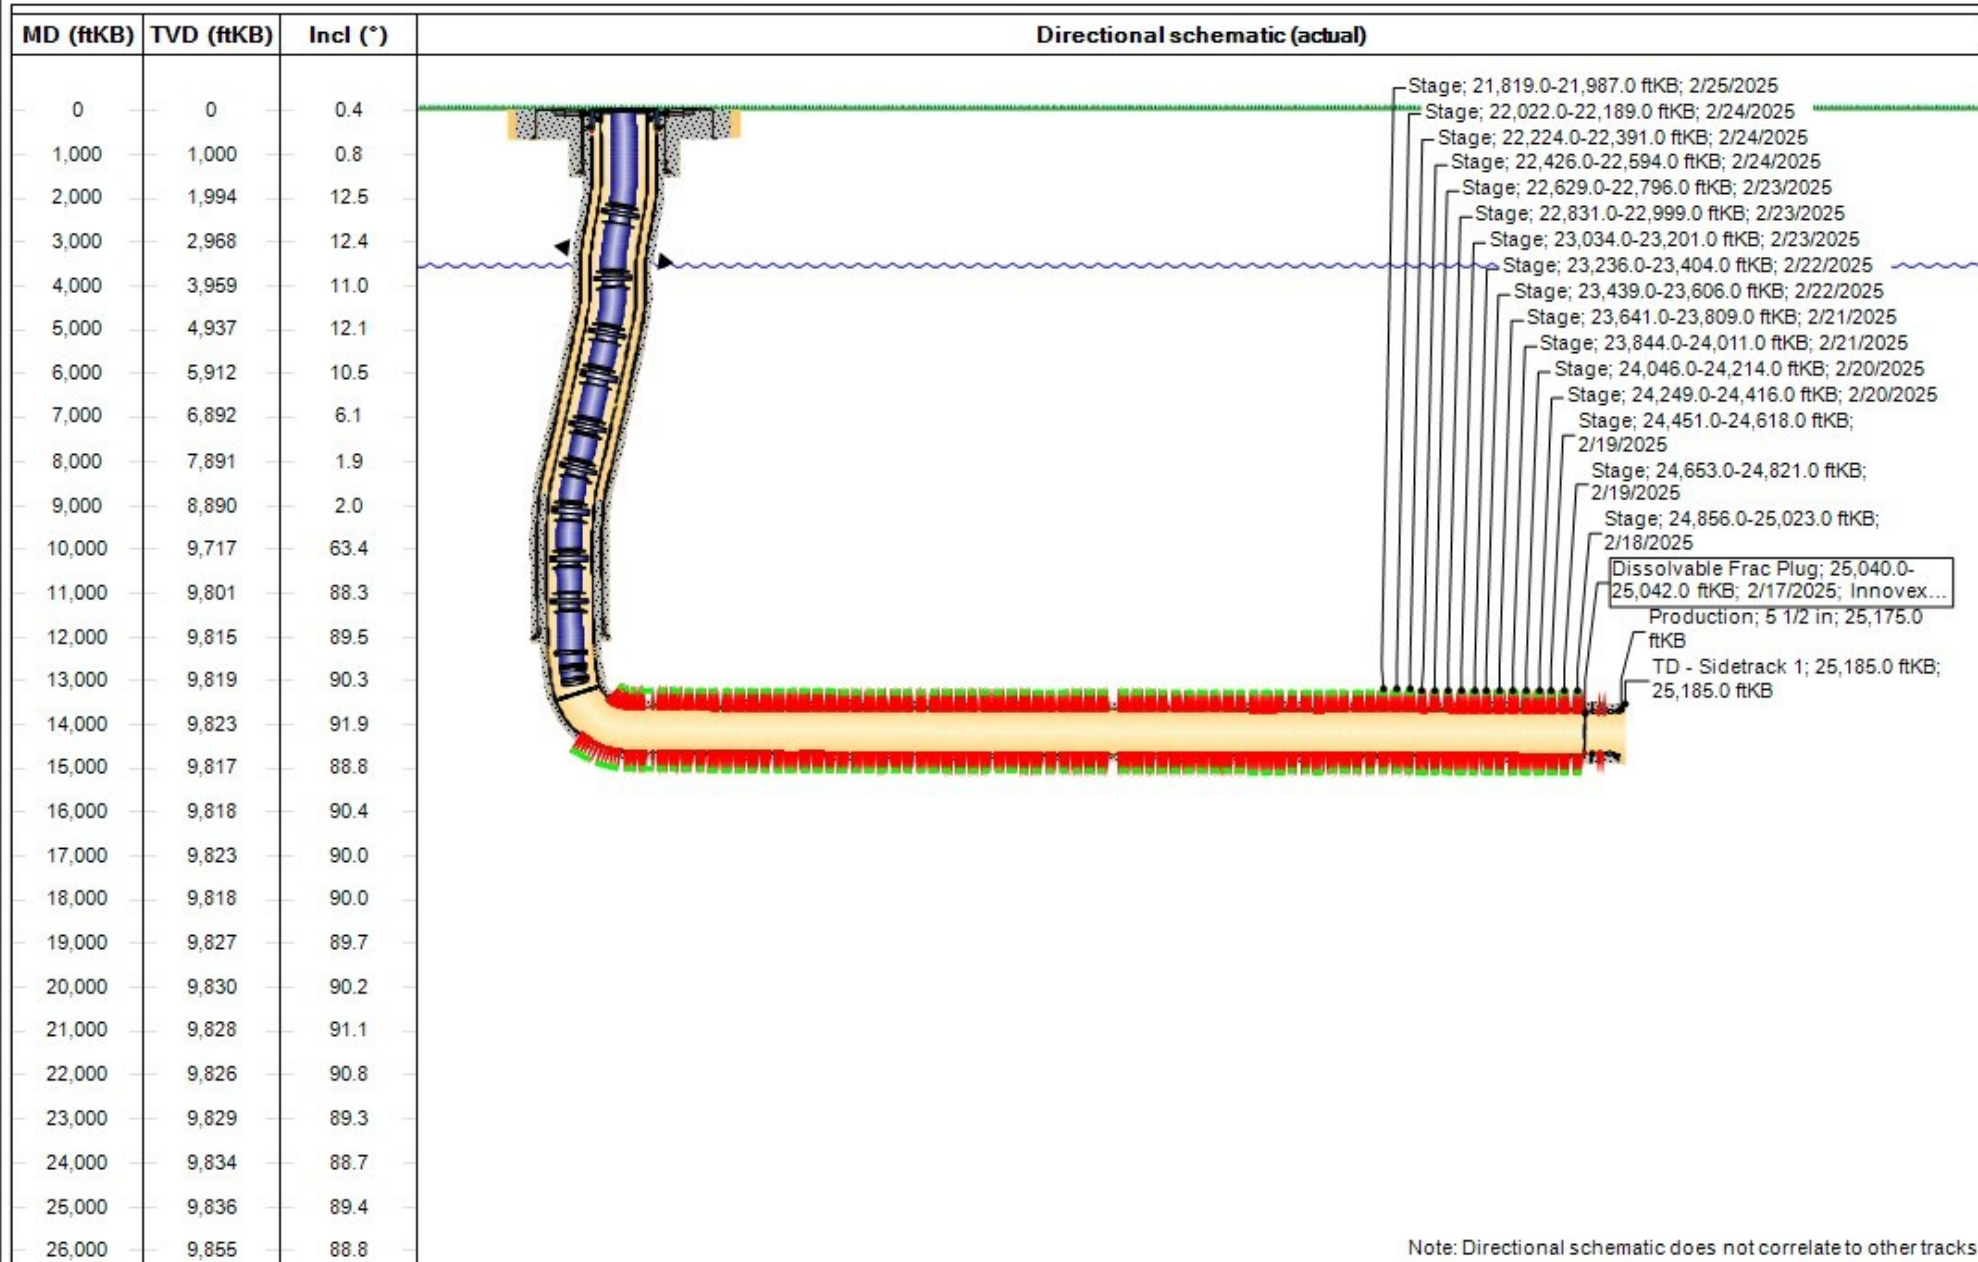 MD (ftKB) TVD (ftKB) Incl (°) Directional schematic (actual)
0 0 0.4
1,000 1,000 0.8
2,000 1,994 12.5
3,000 2,968 12.4
4,000 3,959 11.0
5,000 4,937 12.1
6,000 5,912 10.5
7,000 6,892 6.1
8,000 7,891 1.9
9,000 8,890 2.0
10,000 9,717 63.4
11,000 9,801 88.3
12,000 9,815 89.5
13,000 9,819 90.3
14,000 9,823 91.9
15,000 9,817 88.8
16,000 9,818 90.4
17,000 9,823 90.0
18,000 9,818 90.0
19,000 9,827 89.7
20,000 9,830 90.2
21,000 9,828 91.1
22,000 9,826 90.8
23,000 9,829 89.3
24,000 9,834 88.7
25,000 9,836 89.4
26,000 9,855 88.8
Stage; 21,819.0-21,987.0 ftKB; 2/25/2025
Stage; 22,022.0-22,189.0 ftKB; 2/24/2025
Stage; 22,224.0-22,391.0 ftKB; 2/24/2025
Stage; 22,426.0-22,594.0 ftKB; 2/24/2025
Stage; 22,629.0-22,796.0 ftKB; 2/23/2025
Stage; 22,831.0-22,999.0 ftKB; 2/23/2025
Stage; 23,034.0-23,201.0 ftKB; 2/23/2025
Stage; 23,236.0-23,404.0 ftKB; 2/22/2025
Stage; 23,439.0-23,606.0 ftKB; 2/22/2025
Stage; 23,641.0-23,809.0 ftKB; 2/21/2025
Stage; 23,844.0-24,011.0 ftKB; 2/21/2025
Stage; 24,046.0-24,214.0 ftKB; 2/20/2025
Stage; 24,249.0-24,416.0 ftKB; 2/20/2025
Stage; 24,451.0-24,618.0 ftKB;
2/19/2025
Stage; 24,653.0-24,821.0 ftKB;
2/19/2025
Stage; 24,856.0-25,023.0 ftKB;
2/18/2025
Dissolvable Frac Plug; 25,040.0-
25,042.0 ftKB; 2/17/2025; Innovex...
Production; 5 1/2 in; 25,175.0
ftKB
TD - Sidetrack 1; 25,185.0 ftKB;
25,185.0 ftKB
Note: Directional schematic does not correlate to other tracks